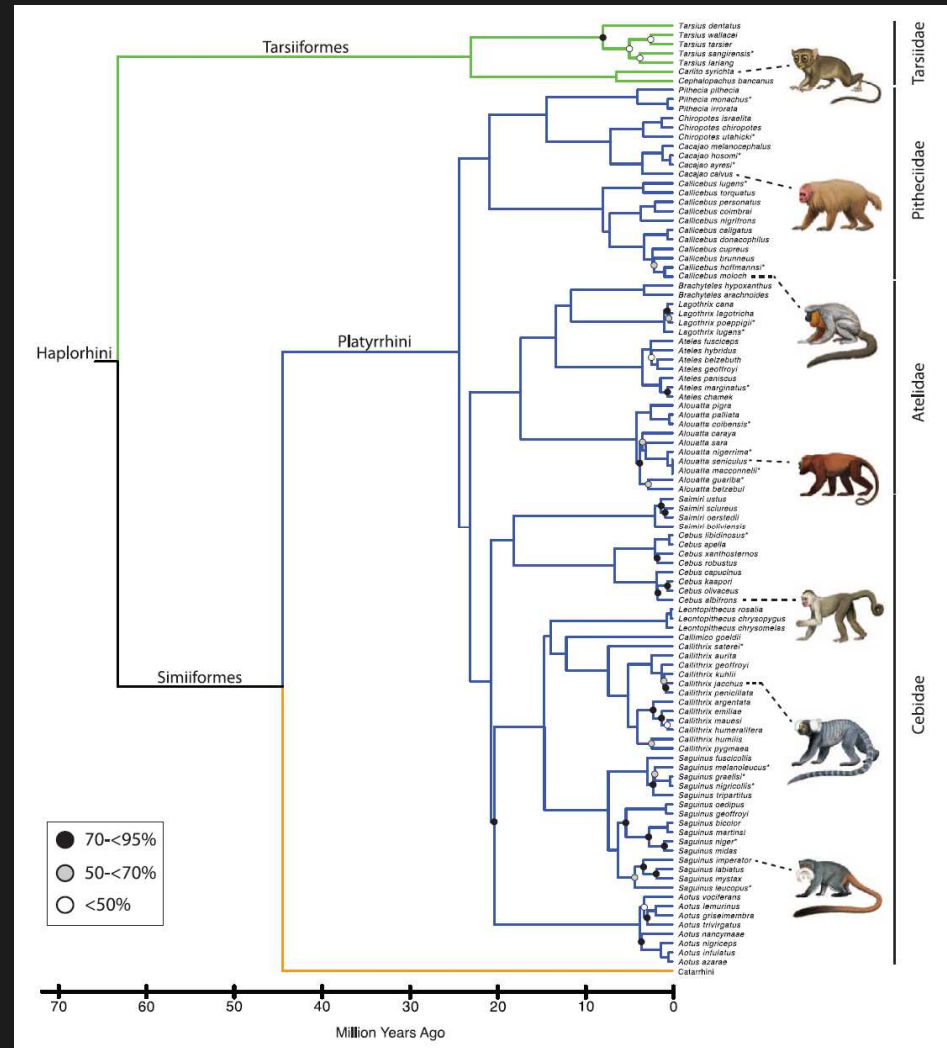 Tarsiiformes
Haplorhini
Platyrrhini
Simiiformes
Tarsius dentatus
Tarsius wallacei
Tarsius tarsier
Tarsius sangirensis*
Tarsius lariang
Carlito syrichta
Cephalopachus bancanus
Pithecia pithecia
Pithecia monachus*
Pithecia irrorata
Chiropotes israelita
Chiropotes chiropotes
Chiropotes utahicki*
Cacajao melanocephalus
Cacajao hosomi*
Cacajao ayresi*
Cacajao calvus
Callicebus lugens*
Callicebus torquatus
Callicebus personatus
Callicebus coimbrai
Callicebus nigrifrons
Callicebus caligatus
Callicebus donacophilus
Callicebus cupreus
Callicebus brunneus
Callicebus hoffmannsi*
Callicebus moloch
Brachyteles hypoxanthus
Brachyteles arachnoides
Lagothrix cana
Lagothrix lagotricha
Lagothrix poeppigii*
Lagothrix lugens*
Ateles fusciceps
Ateles hybridus
Ateles belzebuth
Ateles geoffroyi
Ateles paniscus
Ateles marginatus*
Ateles chamek
Alouatta pigra
Alouatta palliata
Alouatta coibensis*
Alouatta caraya
Alouatta sara
Alouatta nigerrima*
Alouatta seniculus
Alouatta macconnelli*
Alouatta guariba*
Alouatta belzebul
Saimiri ustus
Saimiri sciureus
Saimiri oerstedii
Saimiri boliviensis
Cebus libidinosus*
Cebus apella
Cebus xanthosternos
Cebus robustus
Cebus capucinus
Cebus kaapori
Cebus olivaceus
Cebus albifrons
Leontopithecus rosalia
Leontopithecus chrysopygus
Leontopithecus chrysomelas
Callimico goeldii
Callithrix saterei*
Callithrix aurita
Callithrix geoffroyi
Callithrix kuhlii
Callithrix jacchus
Callithrix penicillata
Callithrix argentata
Callithrix emiliae
Callithrix mauesi
Callithrix humeralifera
Callithrix humilis
Callithrix pygmaea
Saguinus fuscicollis
Saguinus melanoleucus*
Saguinus graellsi*
Saguinus nigricollis*
Saguinus tripartitus
Saguinus oedipus
Saguinus geoffroyi
Saguinus bicolor
Saguinus martinsi
Saguinus niger*
Saguinus midas
Saguinus imperator
Saguinus labiatus
Saguinus mystax
Saguinus leucopus*
Aotus vociferans
Aotus lemurinus
Aotus griseimembra
Aotus trivirgatus
Aotus nancymaae
Aotus nigriceps
Aotus infulatus
Aotus azarae
Catarrhini
Tarsiidae
Pitheciidae
Atelidae
Cebidae
70-<95%
50-<70%
<50%
70 60 50 40 30 20 10 0
Million Years Ago